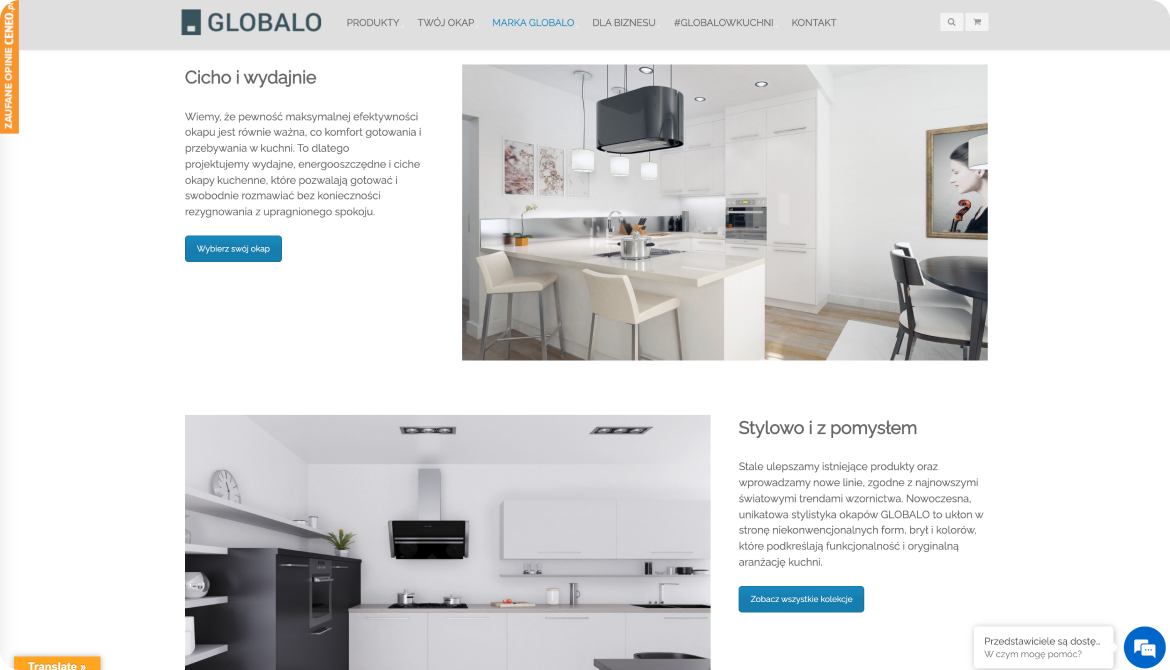 GLOBALO
PRODUKTY
TWÓJ OKAP
MARKA GLOBALO
DLA BIZNESU
#GLOBALOWKUCHNI
KONTAKT
ZAUFANE OPINIE CENEO.pl
Cicho i wydajnie
Wiemy, że pewność maksymalnej efektywności
okapu jest równie ważna, co komfort gotowania i
przebywania w kuchni. To dlatego
projektujemy wydajne, energooszczędne i ciche
okapy kuchenne, które pozwalają gotować i
swobodnie rozmawiać bez konieczności
rezygnowania z upragnionego spokoju.
Wybierz swój okap
Stylowo i z pomysłem
Stale ulepszamy istniejące produkty oraz
wprowadzamy nowe linie, zgodne z najnowszymi
światowymi trendami wzornictwa. Nowoczesna,
unikatowa stylistyka okapów GLOBALO to ukłon w
stronę niekonwencjonalnych form, brył i kolorów,
które podkreślają funkcjonalność i oryginalną
aranżację kuchni.
Zobacz wszystkie kolekcje
Przedstawiciele są dostę...
W czym mogę pomóc?
Translate »